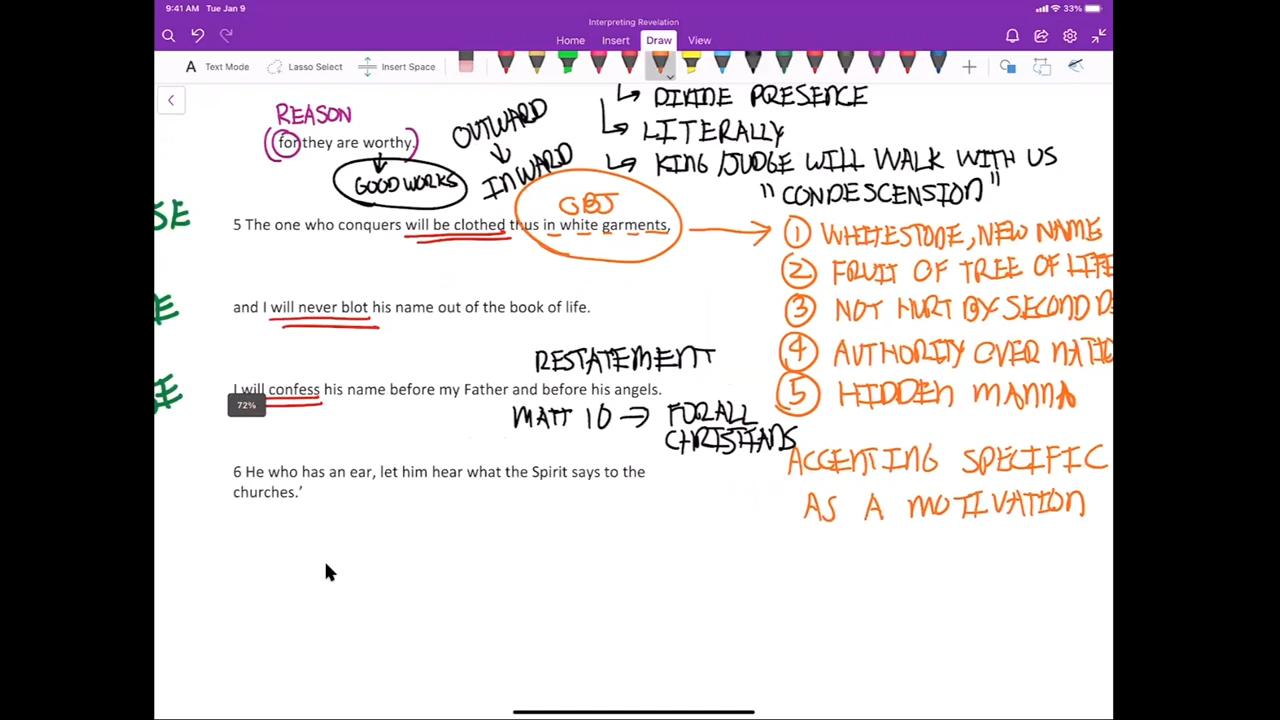 9:41 AM Tue Jan 9
33%
Interpreting Revelation
Home Insert Draw View
Text Mode Lasso Select Insert Space
DIVINE PRESENCE
REASON
OUTWARD
LITERALLY
(for they are worthy.)
INWARD
KING/JUDGE WILL WALK WITH US
GOOD WORKS
"CONDESCENSION"
OBJ
SE
5 The one who conquers will be clothed thus in white garments,
① WHITESTONE, NEW NAME
② FRUIT OF TREE OF LIFE
E
and I will never blot his name out of the book of life.
③ NOT HURT BY SECOND D
RESTATEMENT
④ AUTHORITY OVER NATIO
E
I will confess his name before my Father and before his angels.
⑤ HIDDEN MANNA
72%
MATT 10 → FOR ALL
CHRISTIANS
ACCENTING SPECIFIC
6 He who has an ear, let him hear what the Spirit says to the
churches.’
AS A MOTIVATION